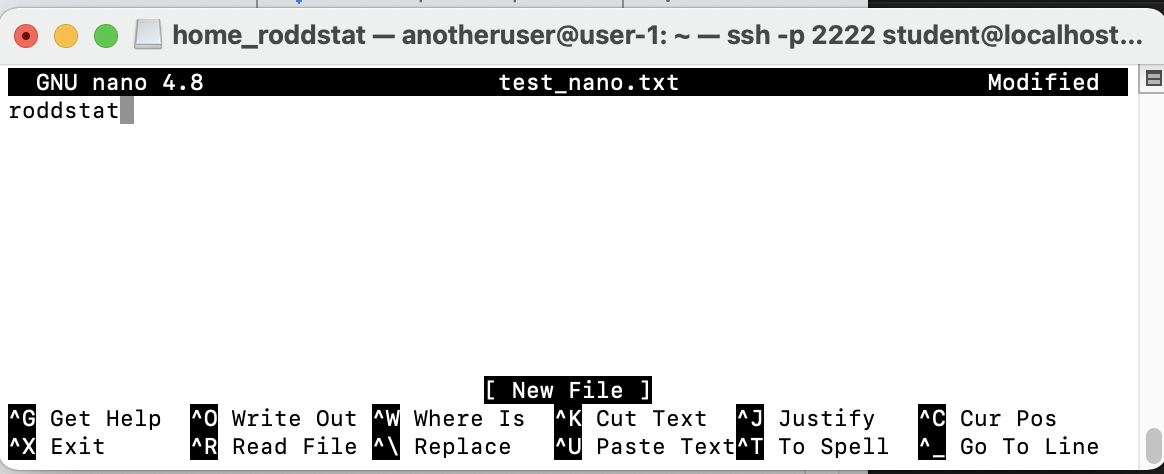 home_roddstat — anotheruser@user-1: ~ — ssh -p 2222 student@localhost...
GNU nano 4.8 test_nano.txt Modified
roddstat
[ New File ]
^G Get Help ^O Write Out ^W Where Is ^K Cut Text ^J Justify ^C Cur Pos
^X Exit ^R Read File ^\ Replace ^U Paste Text ^T To Spell ^_ Go To Line